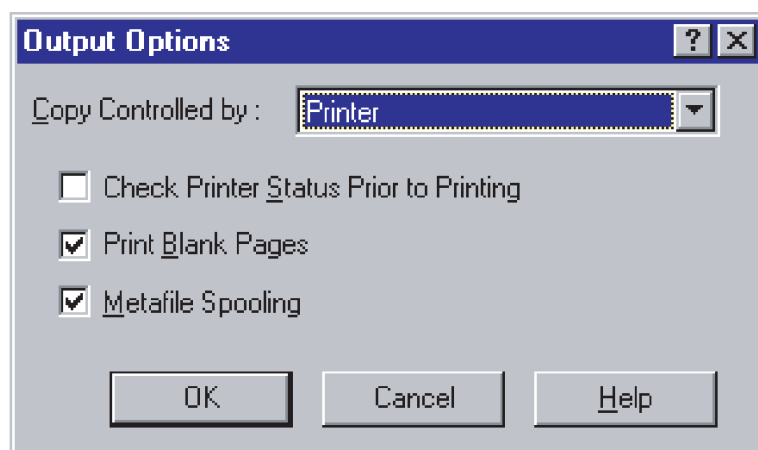 Output Options
Copy Controlled by : Printer
Check Printer Status Prior to Printing
Print Blank Pages
Metafile Spooling
OK Cancel Help